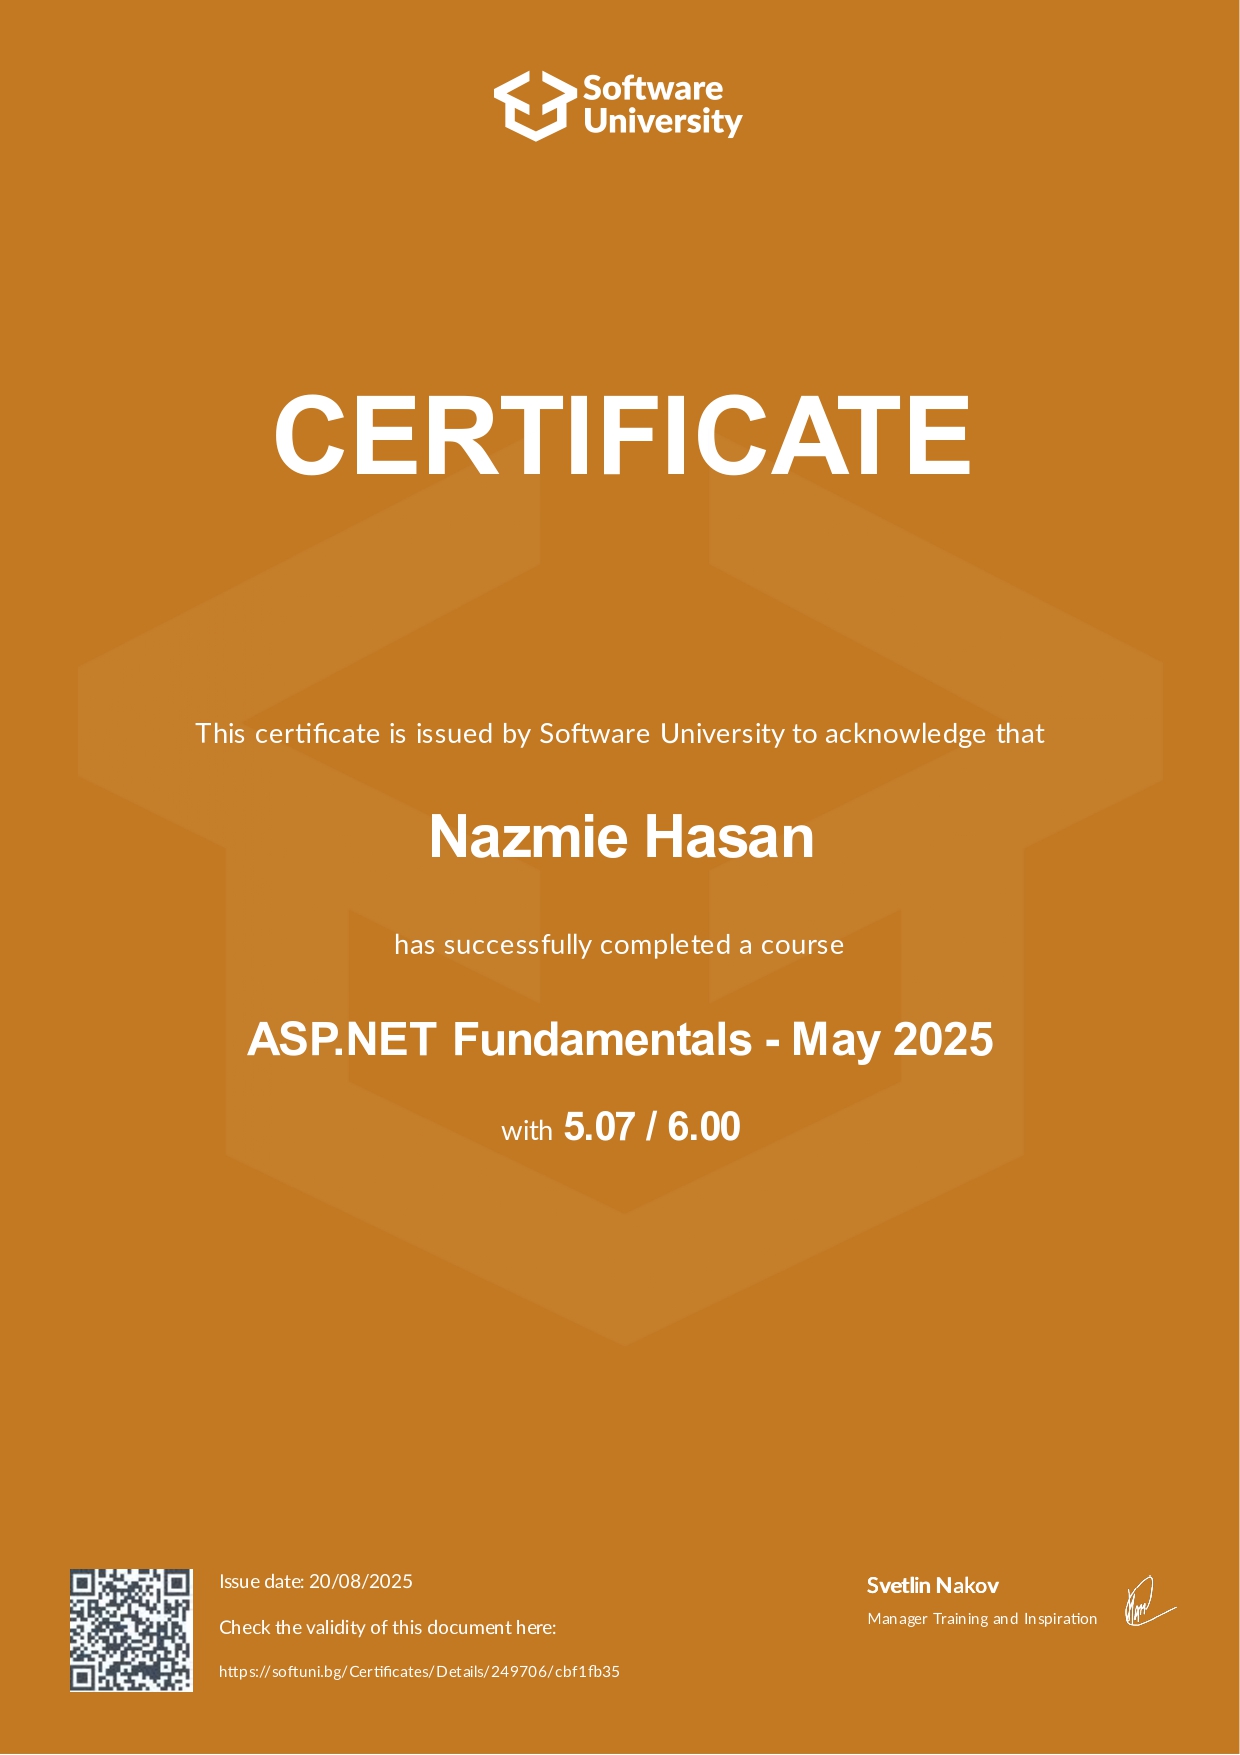 Software
University
CERTIFICATE
This certificate is issued by Software University to acknowledge that
Nazmie Hasan
has successfully completed a course
ASP.NET Fundamentals - May 2025
with 5.07 / 6.00
Issue date: 20/08/2025
Check the validity of this document here:
https://softuni.bg/Certificates/Details/249706/cbf1fb35
Svetlin Nakov
Manager Training and Inspiration